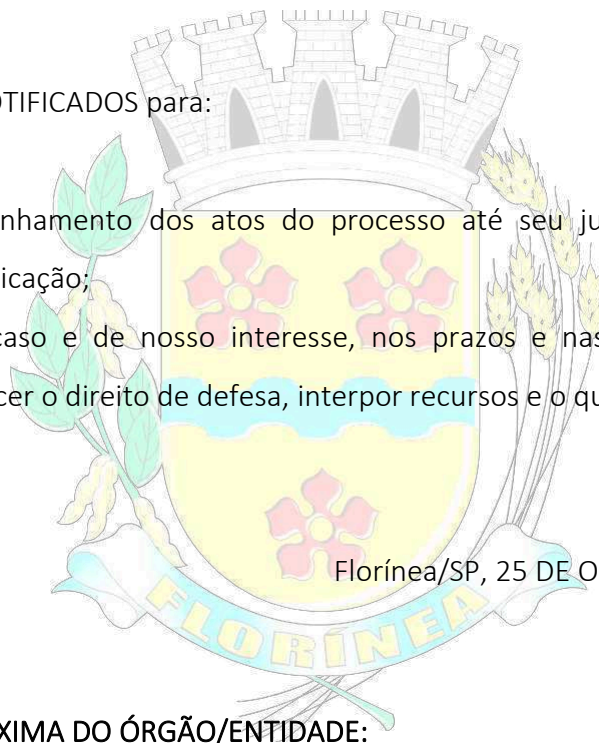 OTIFICADOS para:
nhamento dos atos do processo até seu ju
icação;
caso e de nosso interesse, nos prazos e nas
cer o direito de defesa, interpor recursos e o qu
Florínea/SP, 25 DE O
FLORÍNEA
XIMA DO ÓRGÃO/ENTIDADE: